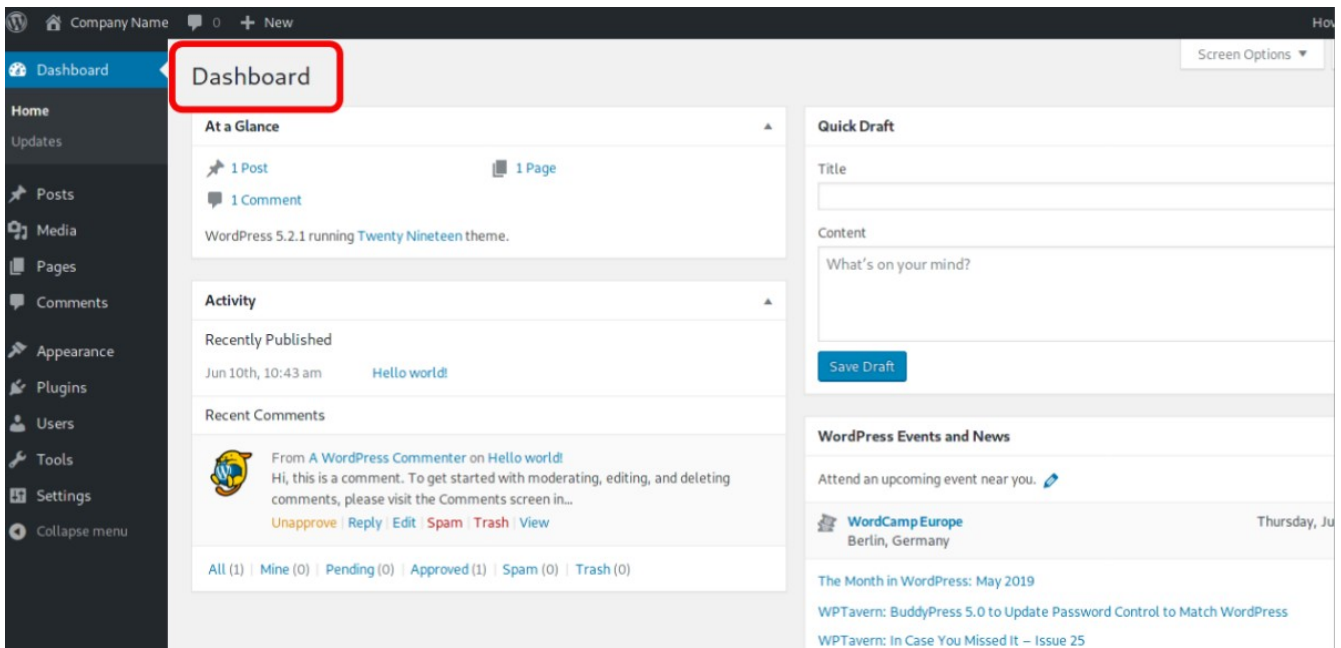 Company Name 0 + New
Dashboard
Home
Updates
Posts
Media
Pages
Comments
Appearance
Plugins
Users
Tools
Settings
Collapse menu
Screen Options ▼
Dashboard
At a Glance
1 Post
1 Page
1 Comment
WordPress 5.2.1 running Twenty Nineteen theme.
Activity
Recently Published
Jun 10th, 10:43 am Hello world!
Recent Comments
From A WordPress Commenter on Hello world!
Hi, this is a comment. To get started with moderating, editing, and deleting
comments, please visit the Comments screen in...
Unapprove | Reply | Edit | Spam | Trash | View
All (1) | Mine (0) | Pending (0) | Approved (1) | Spam (0) | Trash (0)
Quick Draft
Title
Content
What's on your mind?
Save Draft
WordPress Events and News
Attend an upcoming event near you.
WordCamp Europe Thursday,
Berlin, Germany
The Month in WordPress: May 2019
WPTavern: BuddyPress 5.0 to Update Password Control to Match WordPress
WPTavern: In Case You Missed It – Issue 25